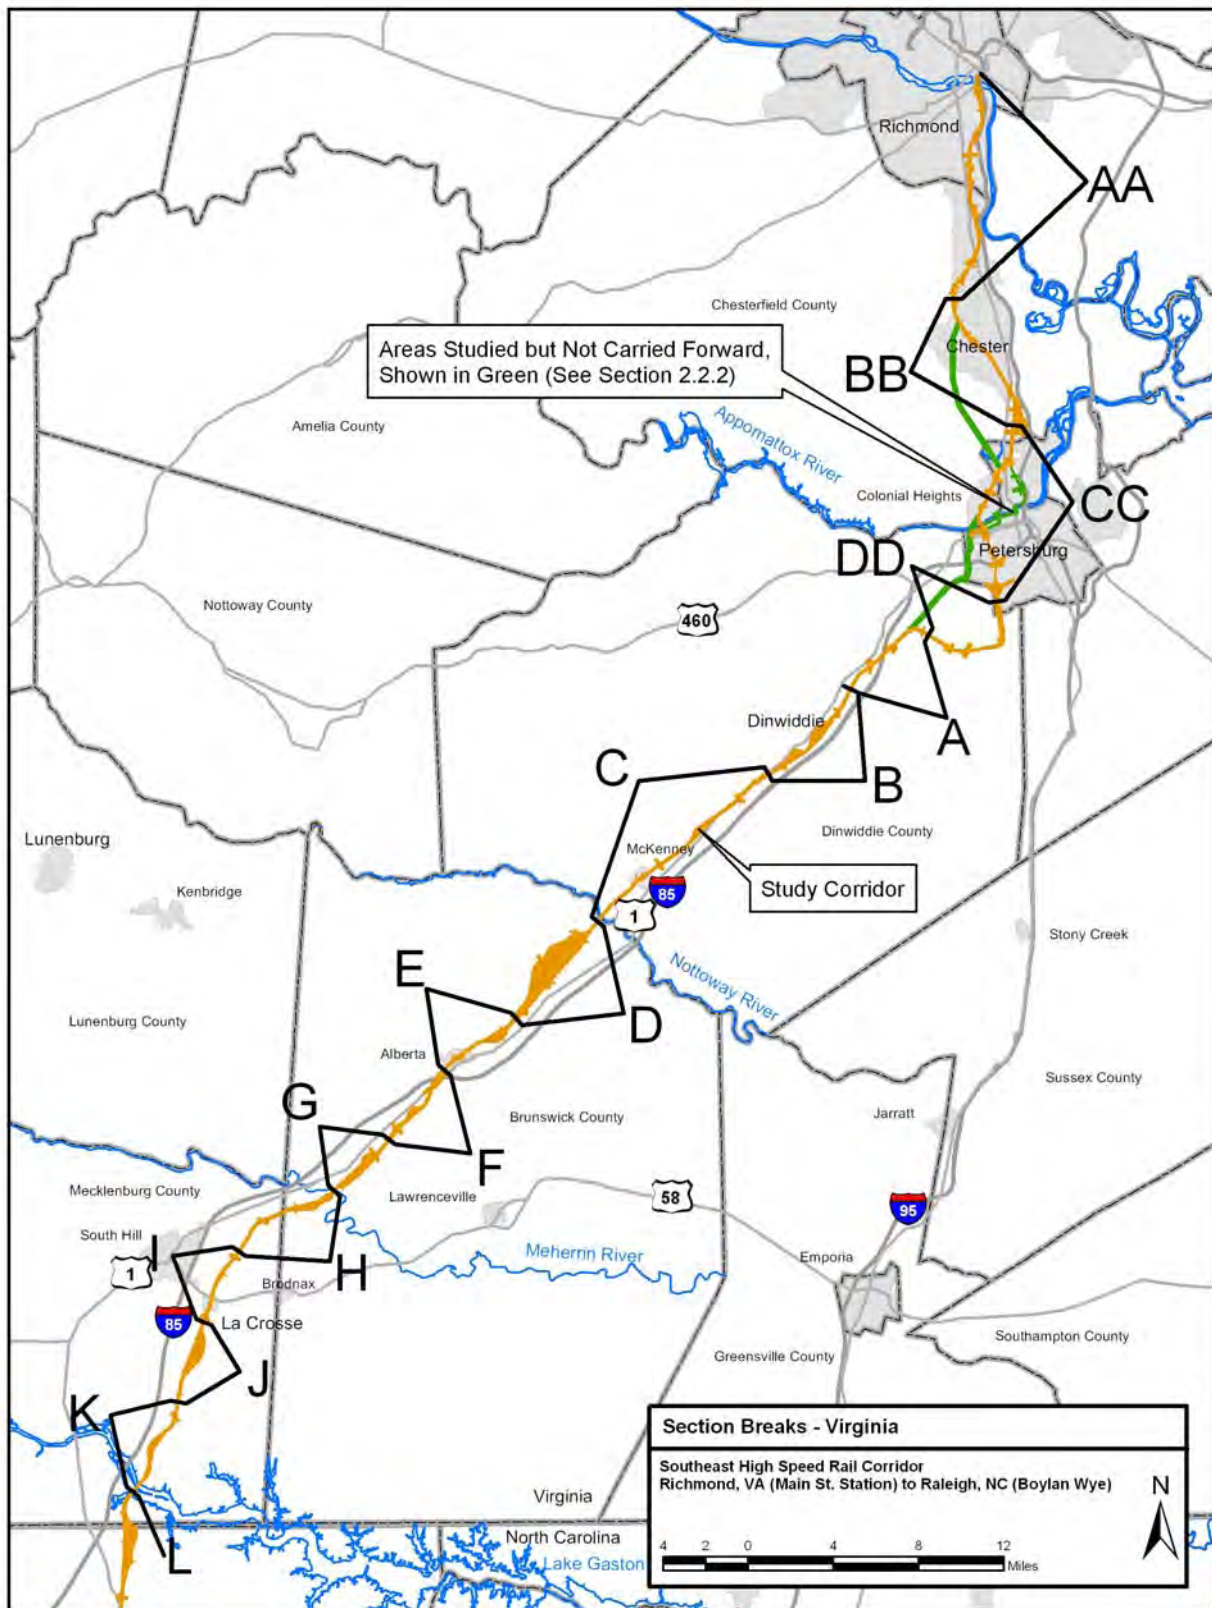 Richmond
AA
Chesterfield County
Areas Studied but Not Carried Forward,
Shown in Green (See Section 2.2.2)
Chester
BB
Appomattox River
Amelia County
Colonial Heights
CC
Petersburg
DD
Nottoway County
460
Dinwiddie
A
C
B
Dinwiddie County
Lunenburg
McKenney
Kenbridge
85
Study Corridor
1
Stony Creek
E
Nottoway River
D
Lunenburg County
Alberta
Sussex County
G
Brunswick County
Jarratt
F
Mecklenburg County
Lawrenceville
58
95
South Hill
I
Meherrin River
Emporia
1
Brodnax
H
85
La Crosse
Southampton County
Greensville County
J
K
Section Breaks - Virginia
Southeast High Speed Rail Corridor
Richmond, VA (Main St. Station) to Raleigh, NC (Boylan Wye)
N
Virginia
North Carolina
Lake Gaston
L
4 2 0 4 8 12
Miles